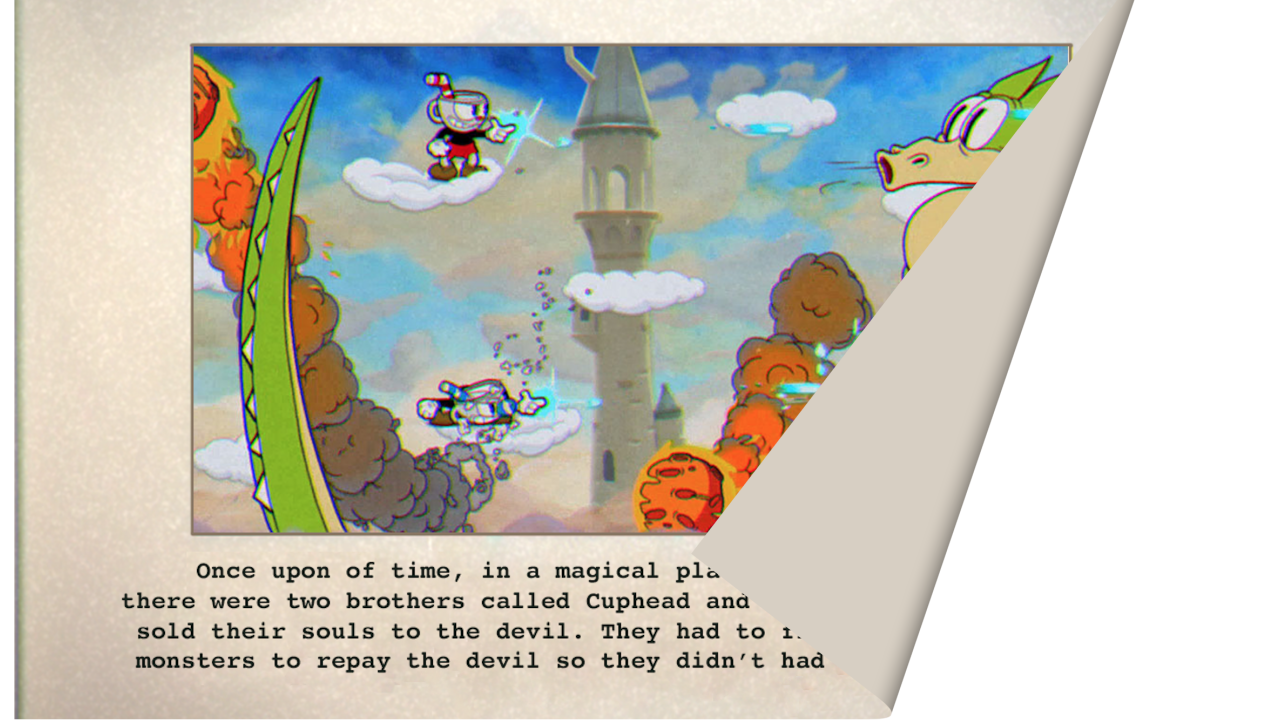 Once upon of time, in a magical
there were two brothers called Cuphead and
sold their souls to the devil. They had to
monsters to repay the devil so they didn’t had